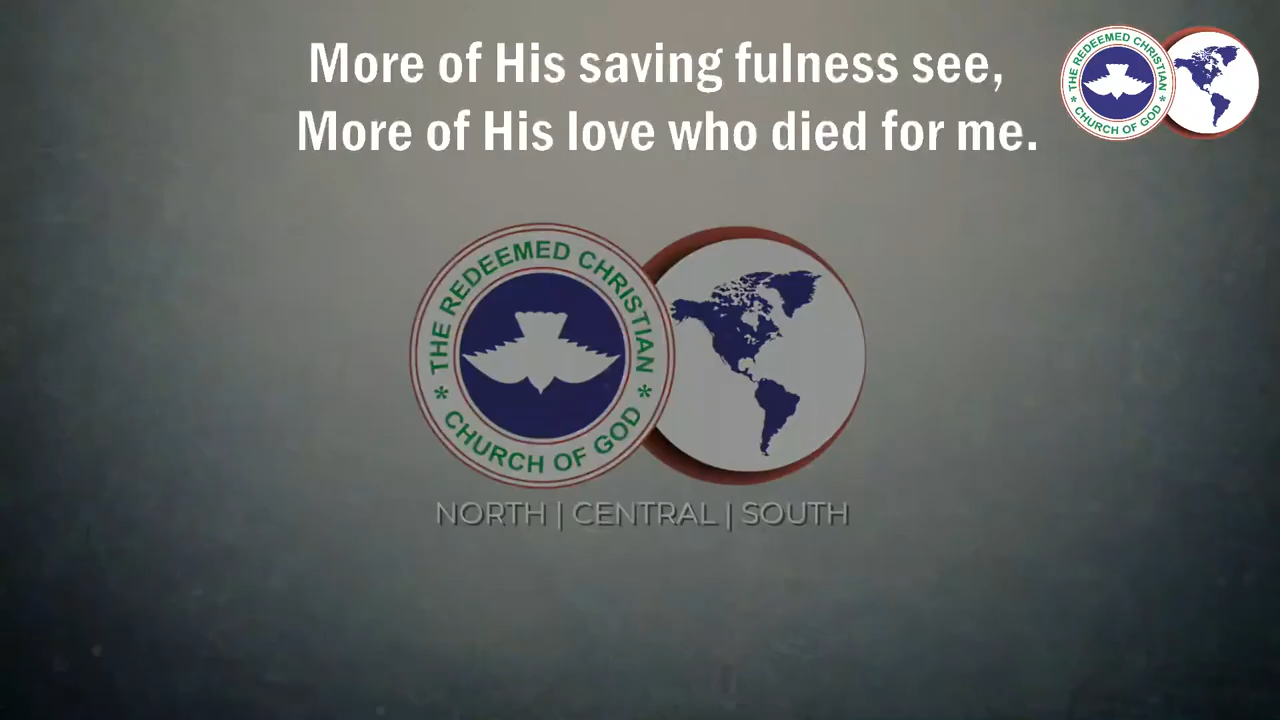 More of His saving fulness see,
More of His love who died for me.
THE REDEEMED CHRISTIAN
* CHURCH OF GOD *
THE REDEEMED CHRISTIAN
* CHURCH OF GOD *
NORTH | CENTRAL | SOUTH